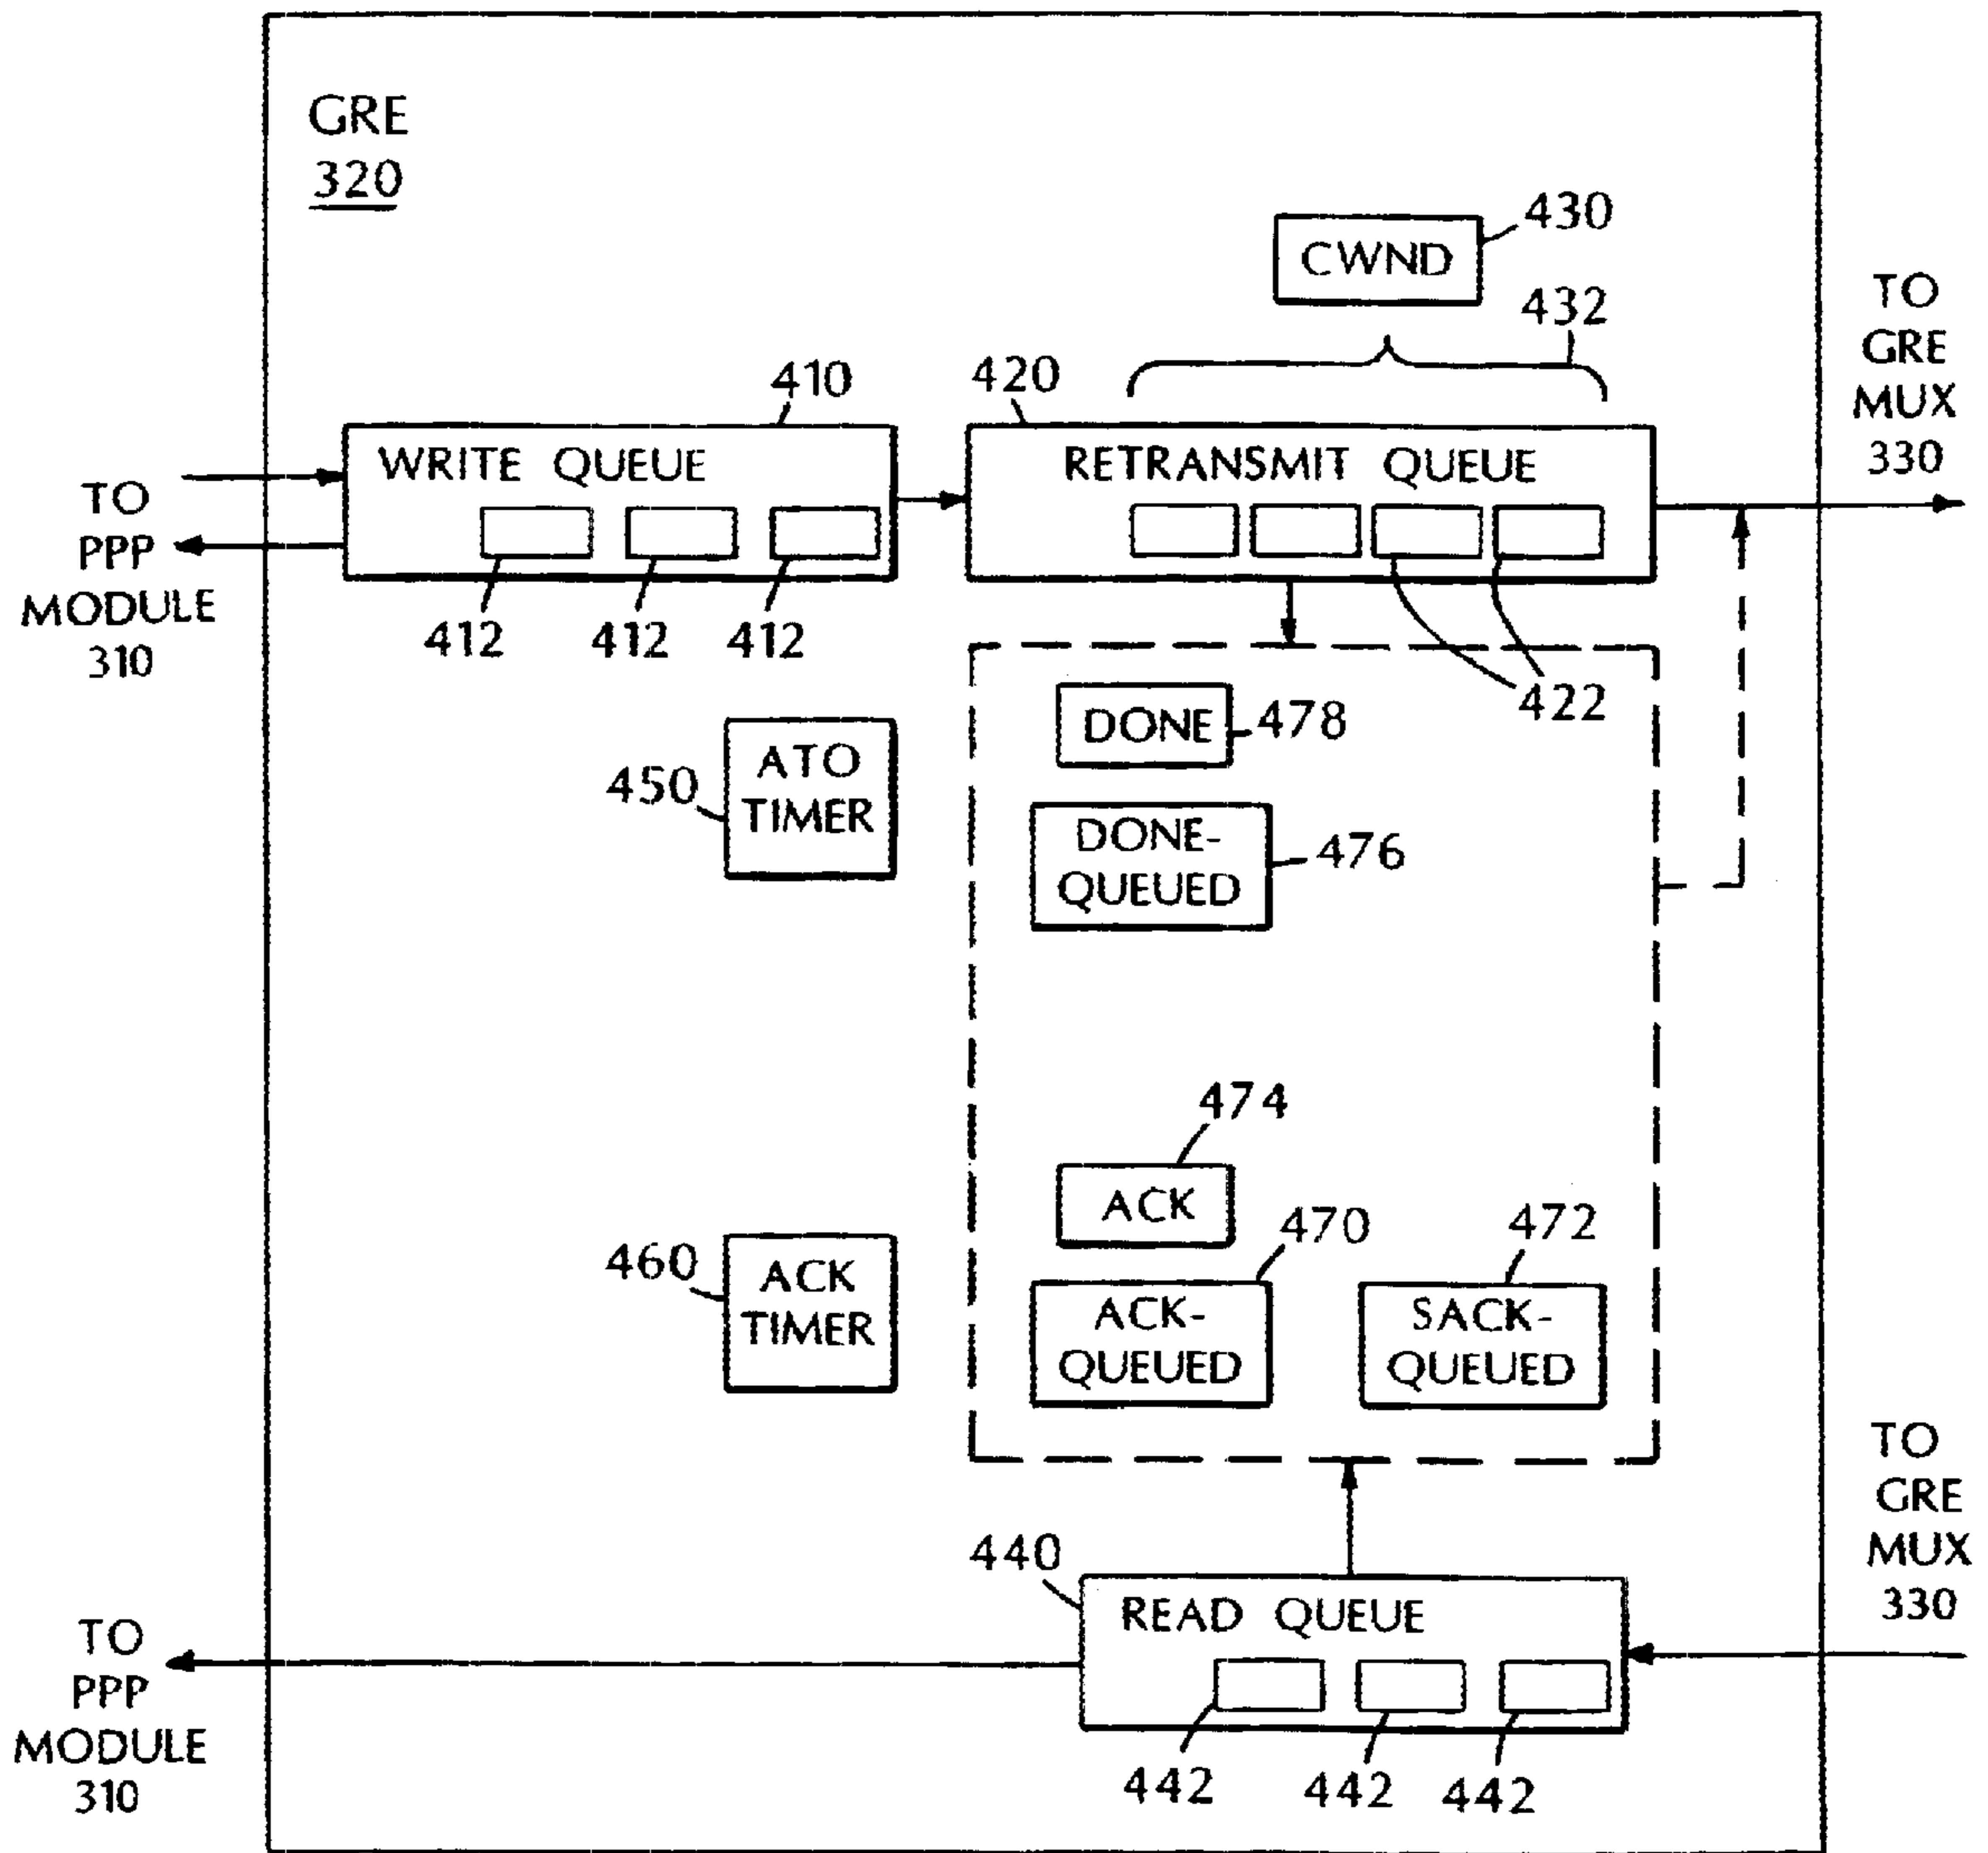 GRE
320
430
CWND
432
TO
GRE
MUX
330
410
420
WRITE QUEUE
RETRANSMIT QUEUE
TO
PPP
MODULE
310
412
412
412
422
DONE
478
ATO
TIMER
450
DONE-
QUEUED
476
474
ACK
470
472
460
ACK
TIMER
ACK-
QUEUED
SACK-
QUEUED
TO
GRE
MUX
330
440
READ QUEUE
TO
PPP
MODULE
310
442
442
442